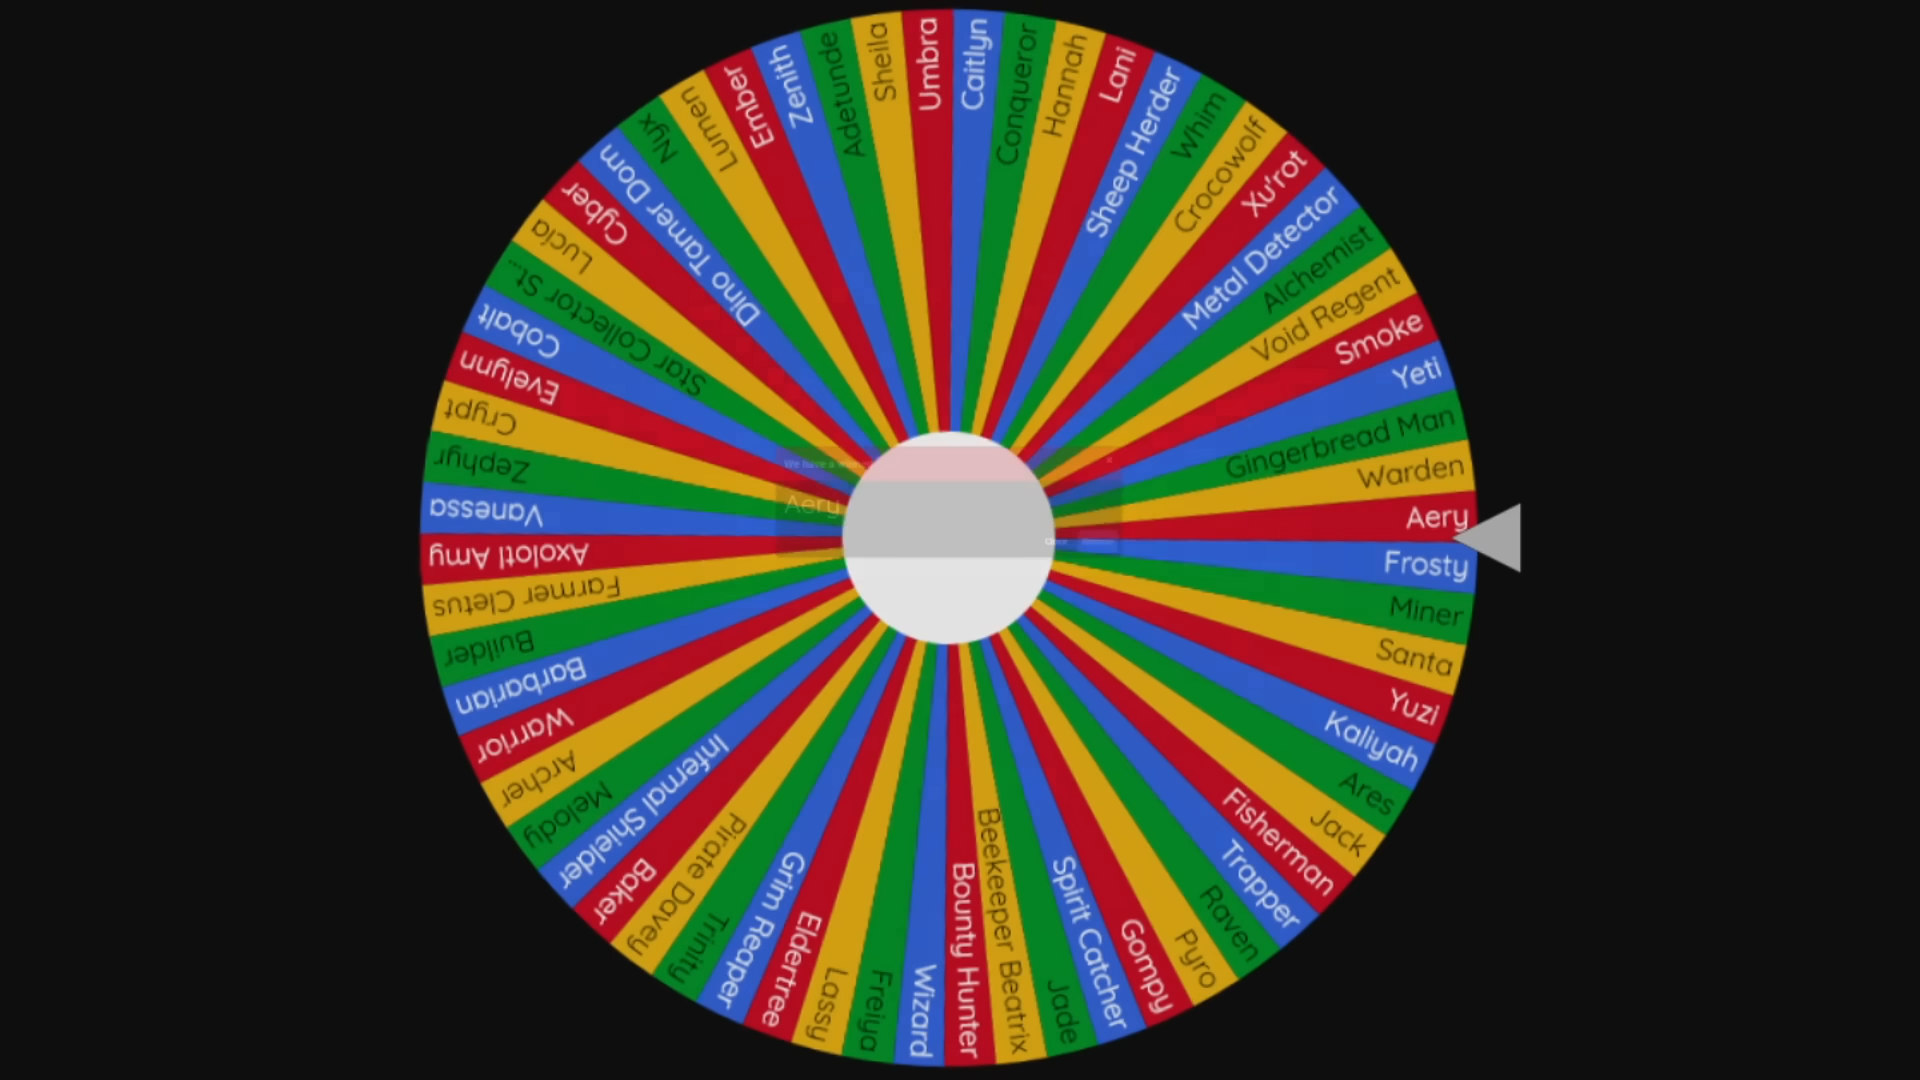 Umbra
Caitlyn
Conqueror
Hannah
Lani
Sheep Herder
Whim
Crocowolf
Xu'rot
Metal Detector
Alchemist
Void Regent
Smoke
Yeti
Gingerbread Man
Warden
Aery
Frosty
Miner
Santa
Yuzi
Kaliyah
Ares
Jack
Fisherman
Trapper
Raven
Pyro
Gompy
Spirit Catcher
Jade
Beekeeper Beatrix
Bounty Hunter
Wizard
Freiya
Lassy
Eldertree
Grim Reaper
Trinity
Pirate Davey
Baker
Infernal Shielder
Melody
Archer
Warrior
Barbarian
Builder
Farmer Cletus
Axolotl Amy
Vanessa
Zephyr
Crypt
Evelynn
Cobalt
Star Collector St...
Lucia
Cyber
Dino Tamer Dom
Nyx
Lumen
Ember
Zenith
Adetunde
Sheila
We have a
Aery